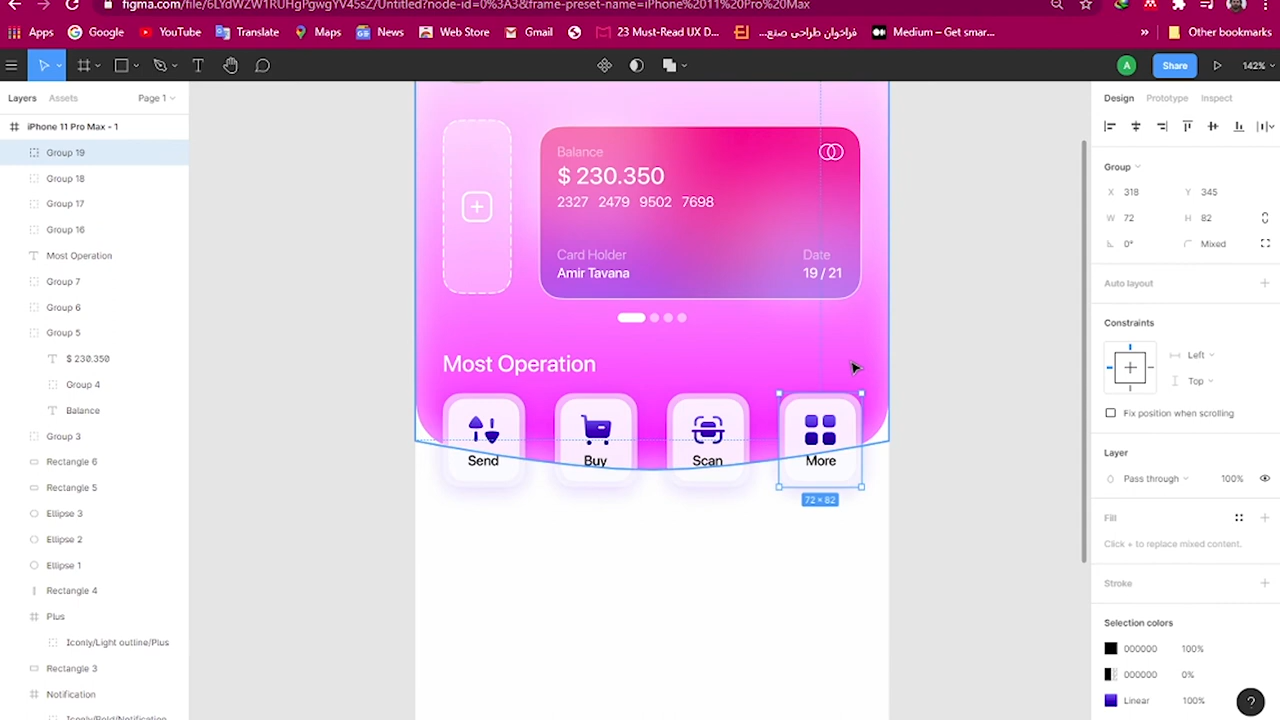 figma.com/file/6LYdWZW1RUHgPgwgYV45sZ/Untitled?node-id=0%3A3&frame-preset-name=iPhone%2011%20Pro%20Max
Apps
Google
YouTube
Translate
Maps
News
Web Store
Gmail
23 Must-Read UX D...
فراخوان طراحی صنع...
Medium – Get smar...
»
Other bookmarks
A
Share
142%
Layers
Assets
Page 1
Design
Prototype
Inspect
iPhone 11 Pro Max - 1
Group 19
Group 18
Group 17
Group 16
Most Operation
Group 7
Group 6
Group 5
$ 230.350
Group 4
Balance
Group 3
Rectangle 6
Rectangle 5
Ellipse 3
Ellipse 2
Ellipse 1
Rectangle 4
Plus
Iconly/Light outline/Plus
Rectangle 3
Notification
Iconly/Bold/Notification
Balance
$ 230.350
2327 2479 9502 7698
Card Holder
Date
Amir Tavana
19 / 21
Most Operation
Send
Buy
Scan
More
72 × 82
Group
X 318
Y 345
W 72
H 82
0°
Mixed
Auto layout
Constraints
Left
Top
Fix position when scrolling
Layer
Pass through
100%
Fill
Click + to replace mixed content.
Stroke
Selection colors
000000 100%
000000 0%
Linear 100%
?